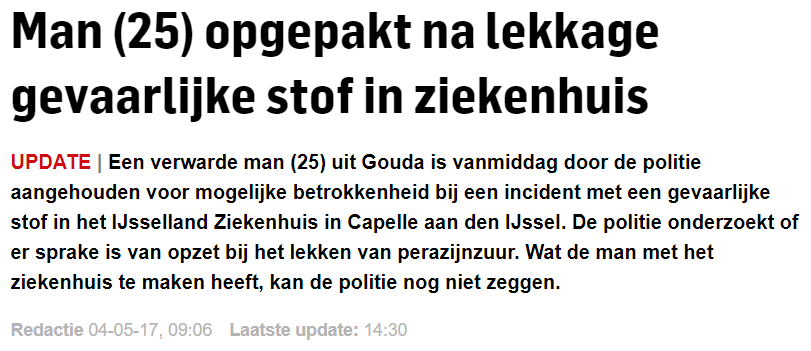 Man (25) opgepakt na lekkage
gevaarlijke stof in ziekenhuis
UPDATE | Een verwarde man (25) uit Gouda is vanmiddag door de politie
aangehouden voor mogelijke betrokkenheid bij een incident met een gevaarlijke
stof in het IJsselland Ziekenhuis in Capelle aan den IJssel. De politie onderzoekt of
er sprake is van opzet bij het lekken van perazijnzuur. Wat de man met het
ziekenhuis te maken heeft, kan de politie nog niet zeggen.
Redactie 04-05-17, 09:06 Laatste update: 14:30